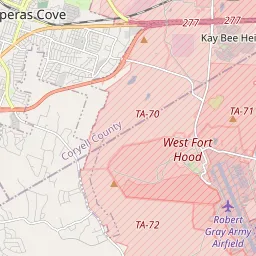 277
277
peras Cove
Kay Bee Hei
TA-70
TA-71
Coryell County
West Fort
Hood
TA-72
Robert
Gray Army
Airfield